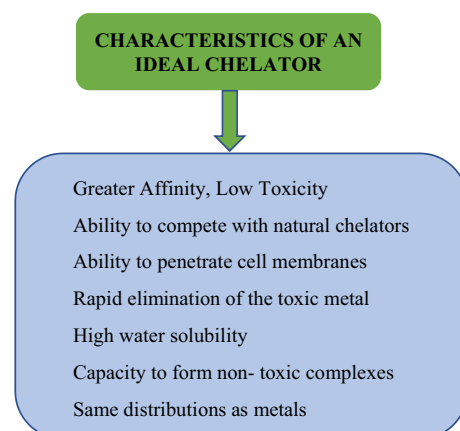 CHARACTERISTICS OF AN
IDEAL CHELATOR
Greater Affinity, Low Toxicity
Ability to compete with natural chelators
Ability to penetrate cell membranes
Rapid elimination of the toxic metal
High water solubility
Capacity to form non- toxic complexes
Same distributions as metals